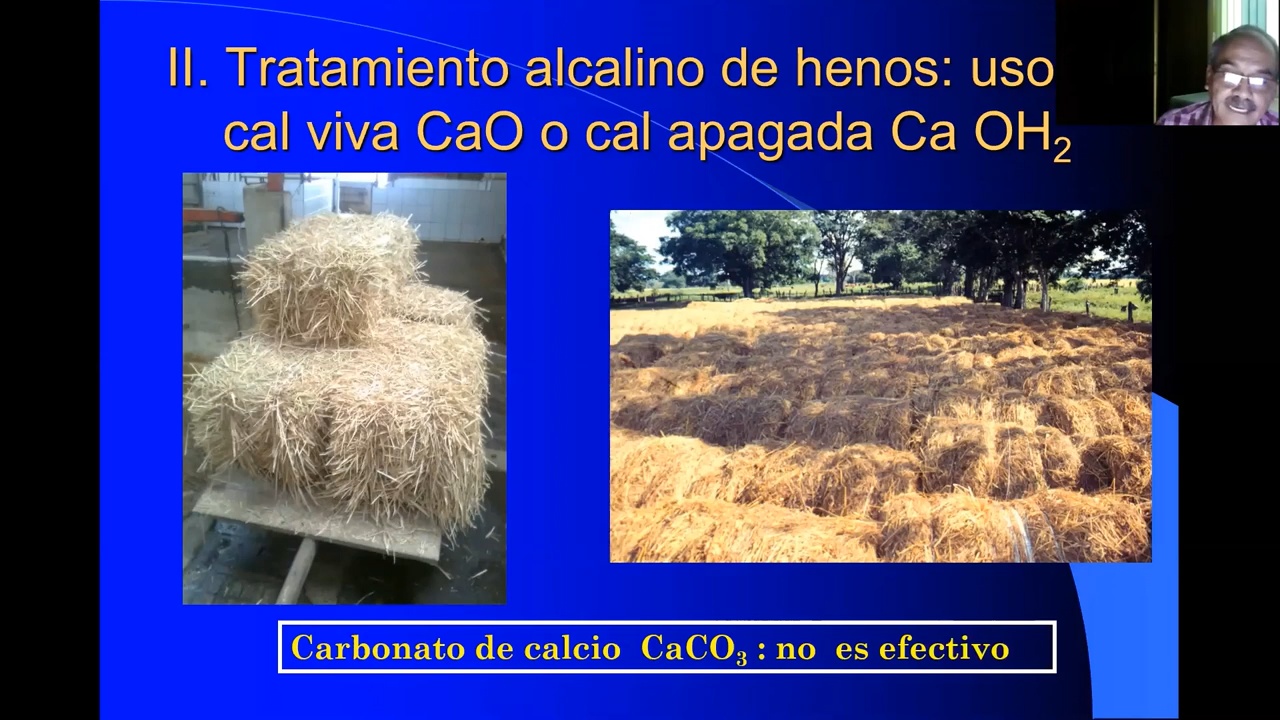 II. Tratamiento alcalino de henos: uso
cal viva CaO o cal apagada Ca OH₂
Carbonato de calcio CaCO₃ : no es efectivo